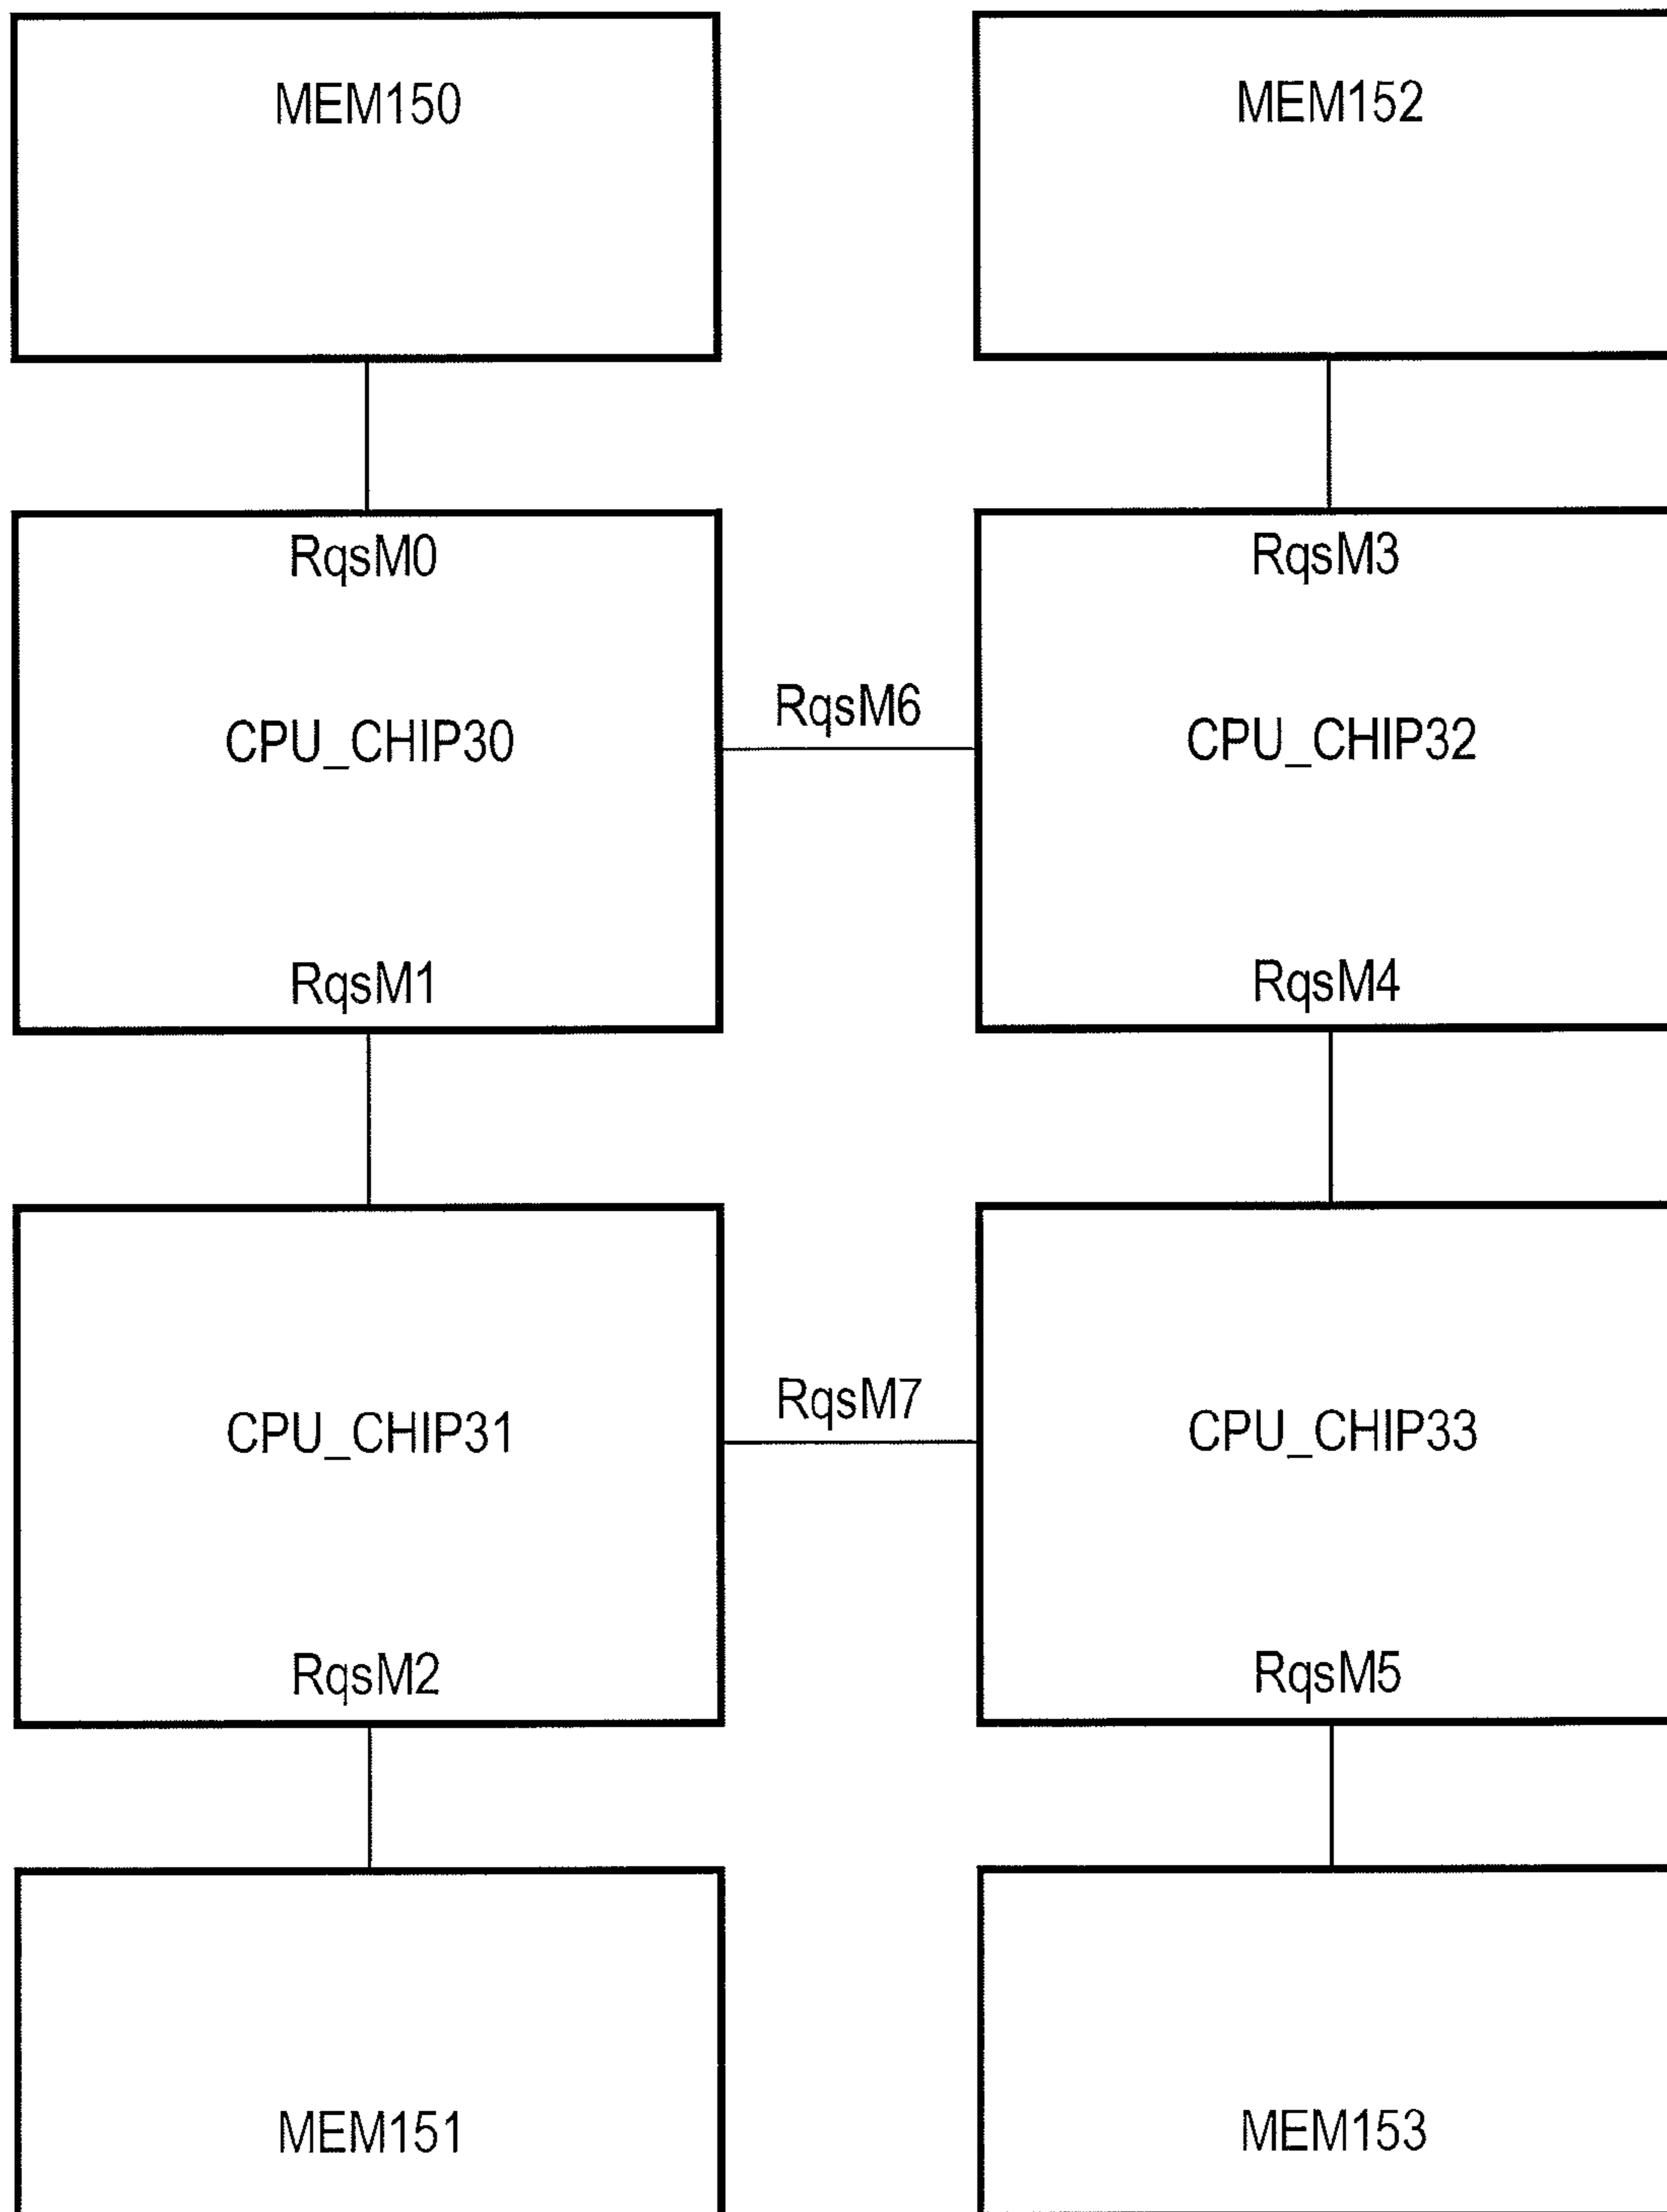 MEM150
MEM152
RqsM0
RqsM3
RqsM6
CPU_CHIP30
CPU_CHIP32
RqsM1
RqsM4
RqsM7
CPU_CHIP31
CPU_CHIP33
RqsM2
RqsM5
MEM151
MEM153